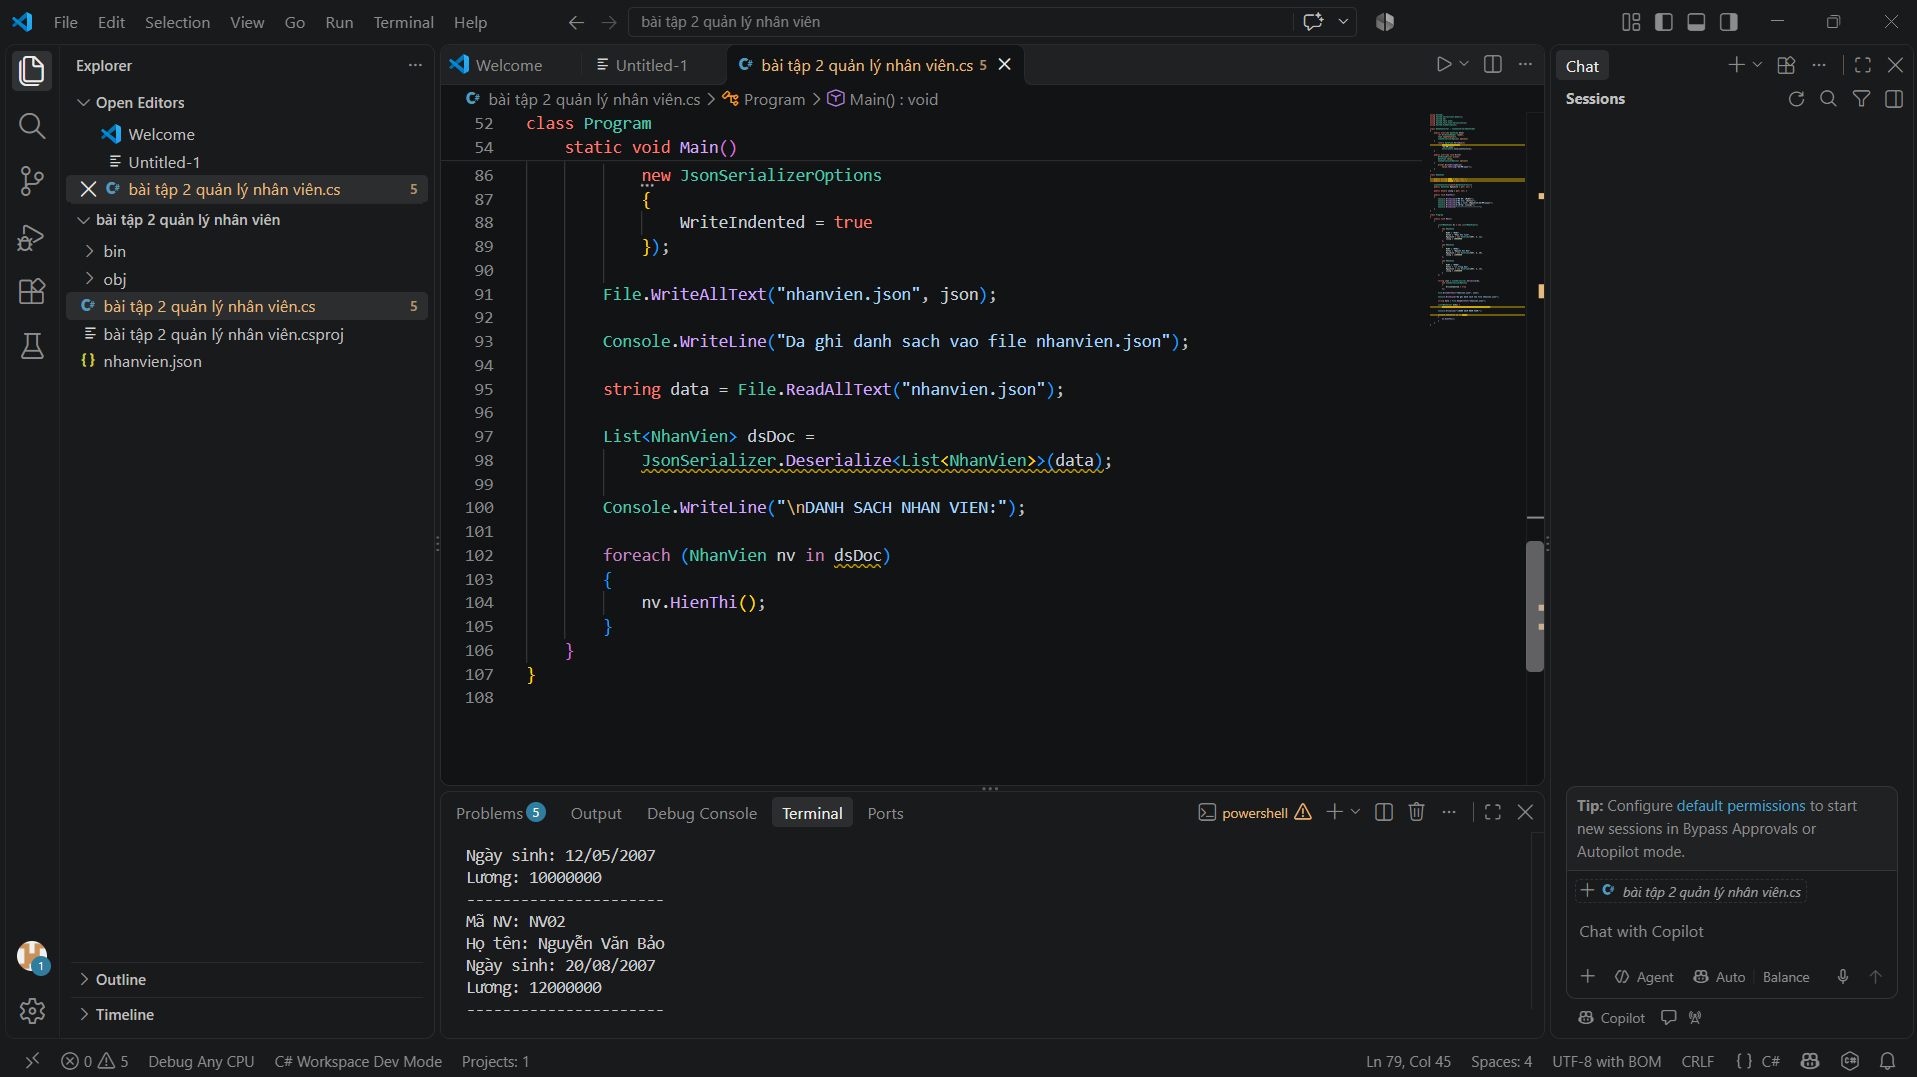 File Edit Selection View Go Run Terminal Help
bài tập 2 quản lý nhân viên
Explorer
Open Editors
Welcome
Untitled-1
bài tập 2 quản lý nhân viên.cs 5
bài tập 2 quản lý nhân viên
bin
obj
bài tập 2 quản lý nhân viên.cs 5
bài tập 2 quản lý nhân viên.csproj
nhanvien.json
Outline
Timeline
Welcome Untitled-1 bài tập 2 quản lý nhân viên.cs 5
bài tập 2 quản lý nhân viên.cs > Program > Main() : void
52 class Program
54 static void Main()
86 new JsonSerializerOptions
87 {
88 WriteIndented = true
89 });
90
91 File.WriteAllText("nhanvien.json", json);
92
93 Console.WriteLine("Da ghi danh sach vao file nhanvien.json");
94
95 string data = File.ReadAllText("nhanvien.json");
96
97 List<NhanVien> dsDoc =
98 JsonSerializer.Deserialize<List<NhanVien>>(data);
99
100 Console.WriteLine("\nDANH SACH NHAN VIEN:");
101
102 foreach (NhanVien nv in dsDoc)
103 {
104 nv.HienThi();
105 }
106 }
107 }
108
Problems 5 Output Debug Console Terminal Ports
powershell
Ngày sinh: 12/05/2007
Lương: 10000000
----------------------
Mã NV: NV02
Họ tên: Nguyễn Văn Bảo
Ngày sinh: 20/08/2007
Lương: 12000000
----------------------
Chat
Sessions
Tip: Configure default permissions to start
new sessions in Bypass Approvals or
Autopilot mode.
bài tập 2 quản lý nhân viên.cs
Chat with Copilot
Agent Auto Balance
Copilot
1
0 5 Debug Any CPU C# Workspace Dev Mode Projects: 1
Ln 79, Col 45 Spaces: 4 UTF-8 with BOM CRLF {} C#